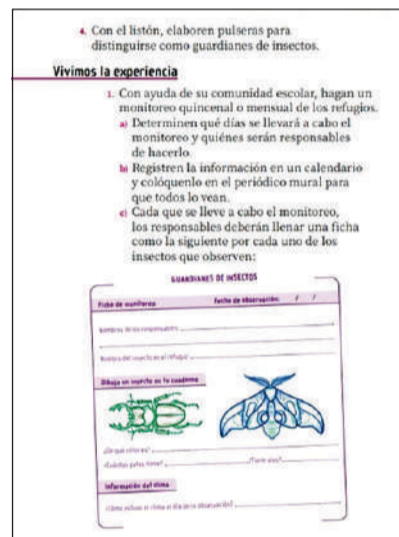 4. Con el listón, elaboren pulseras para
distinguirse como guardianes de insectos.
Vivimos la experiencia
1. Con ayuda de su comunidad escolar, hagan un
monitoreo quincenal o mensual de los refugios.
a) Determinen qué días se llevará a cabo el
monitoreo y quiénes serán responsables
de hacerlo.
b) Registren la información en un calendario
y colóquenlo en el periódico mural para
que todos lo vean.
c) Cada que se lleve a cabo el monitoreo,
los responsables deberán llenar una ficha
como la siguiente por cada uno de los
insectos que observen:
GUARDIANES DE INSECTOS
Ficha de monitoreo Fecha de observación: / /
Nombres de los responsables:
Nombre del insecto en el refugio:
Dibuja un insecto en tu cuaderno
¿De qué color es?
¿Cuántas patas tiene? ¿Tiene alas?
Información del clima
¿Cómo estuvo el clima el día de la observación?